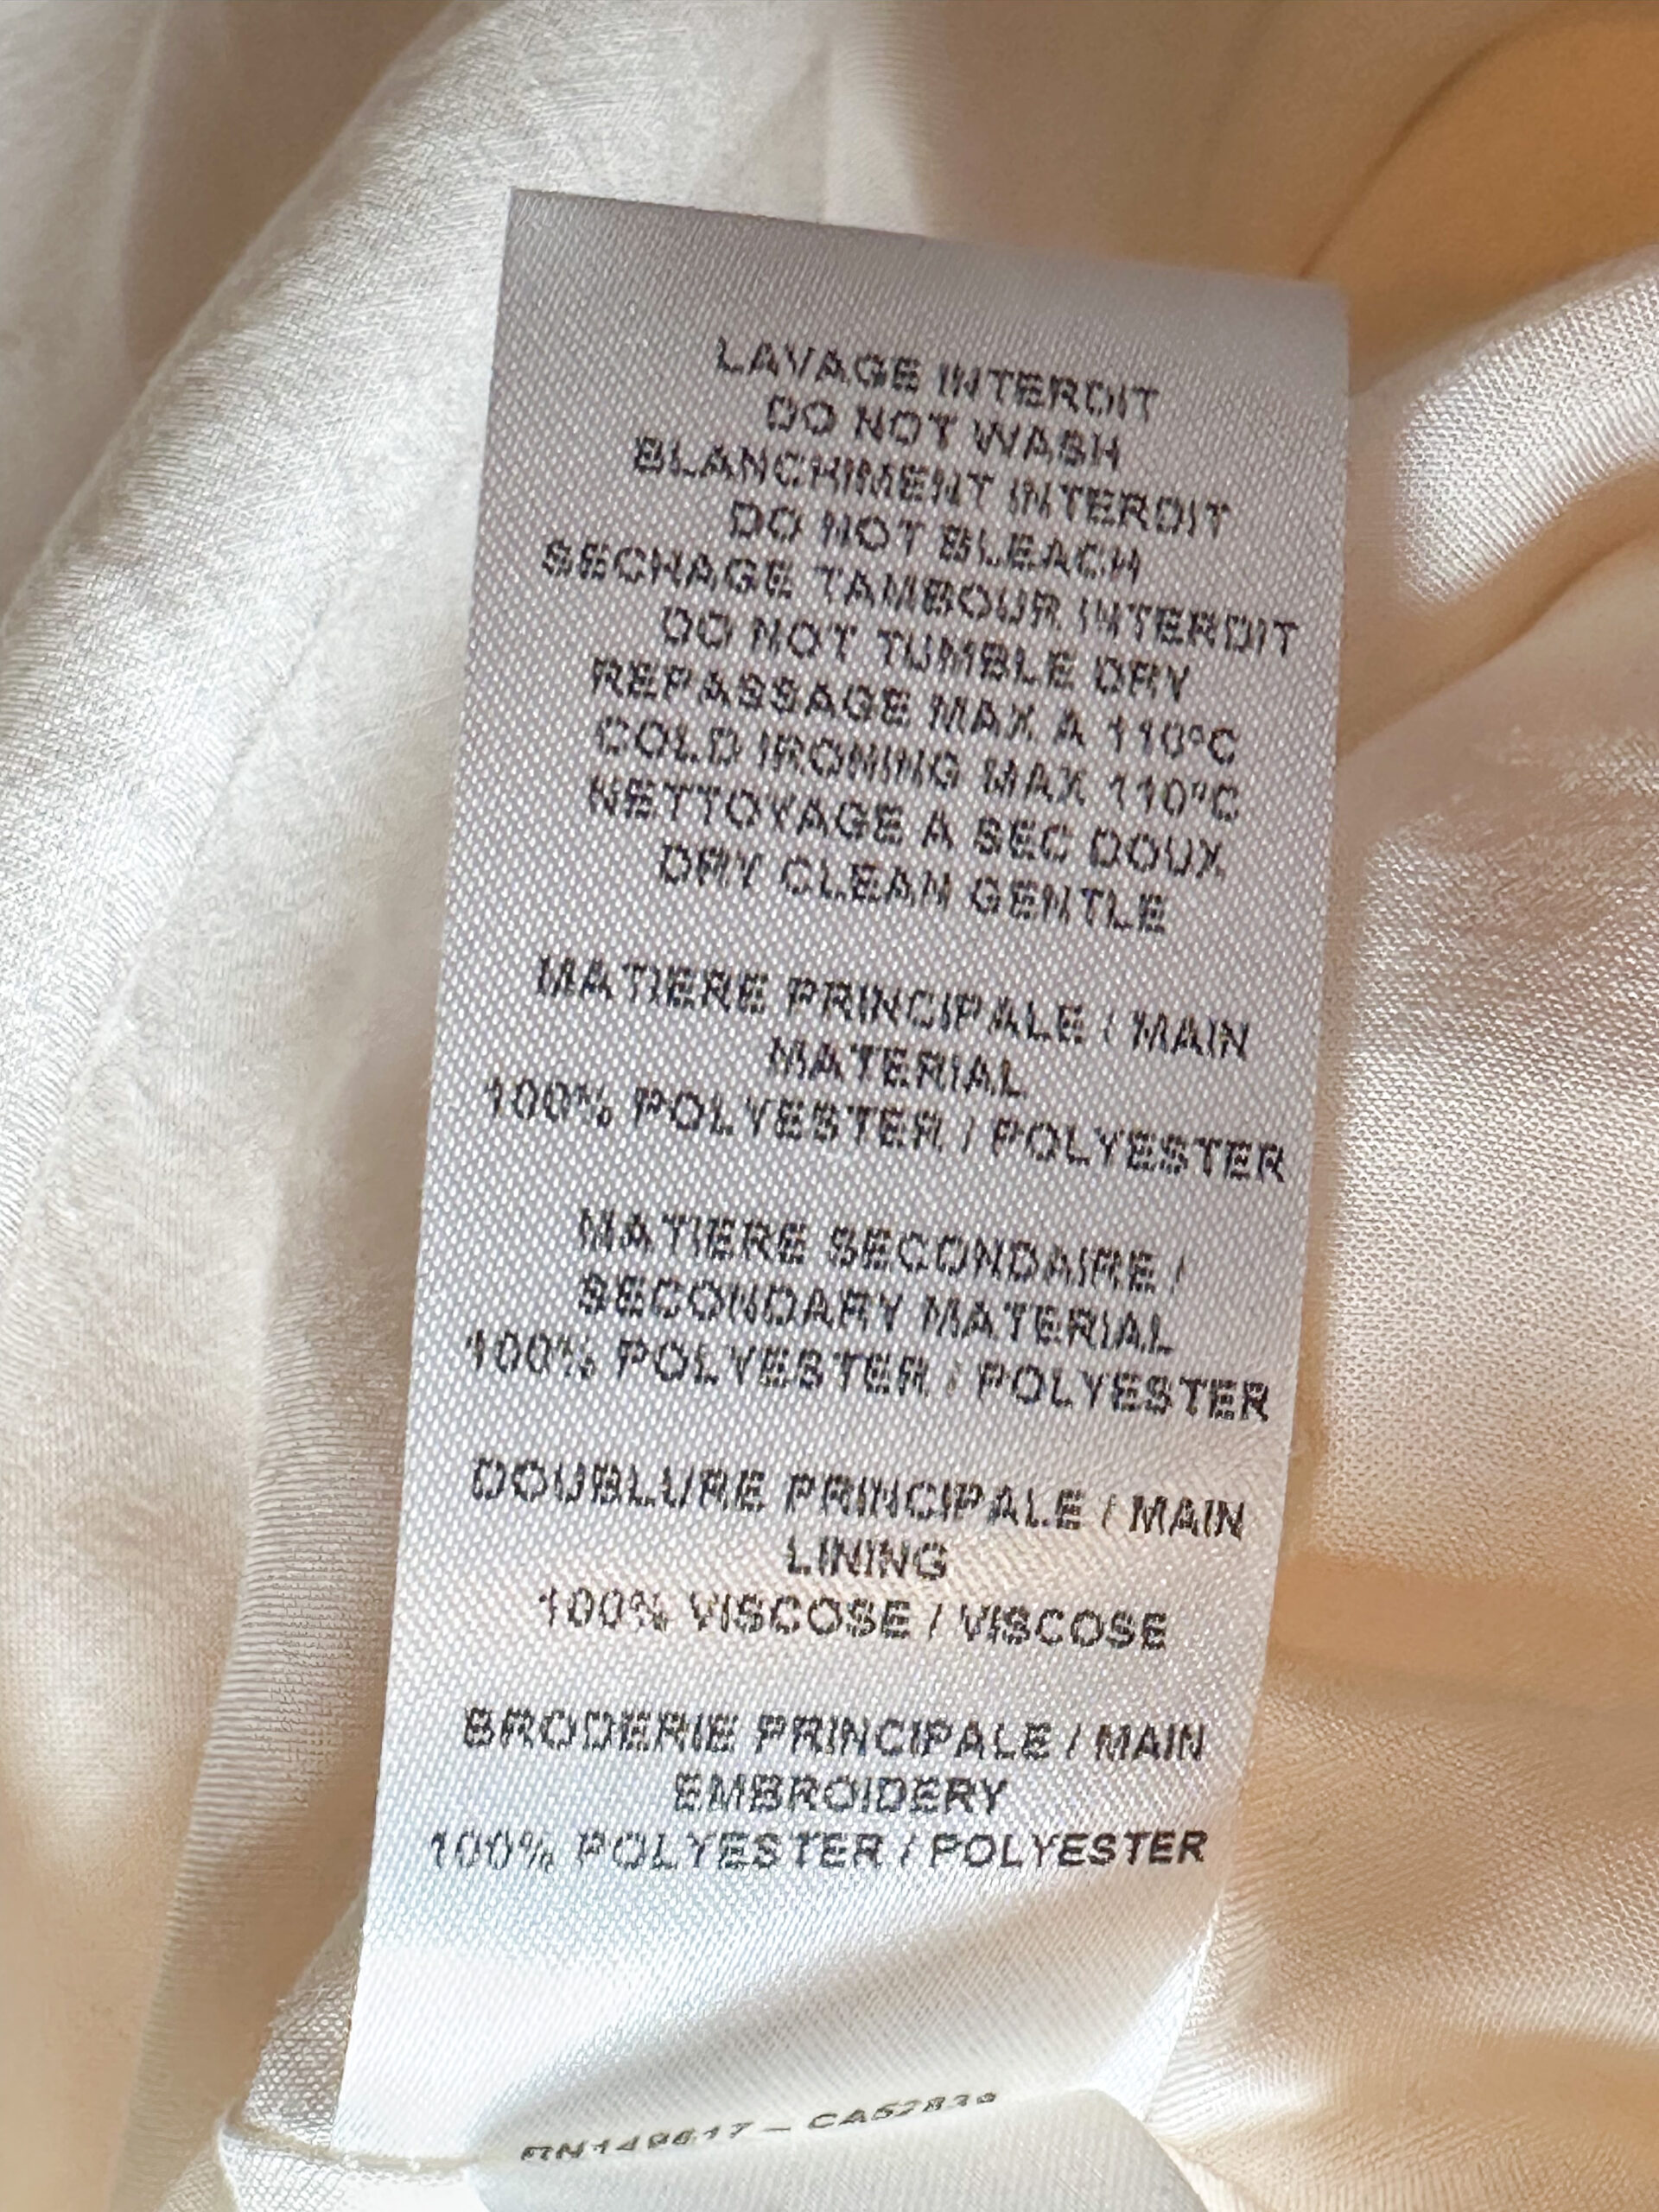 LAVAGE INTERDIT
DO NOT WASH
BLANCHIMENT INTERDIT
DO NOT BLEACH
SECHAGE TAMBOUR INTERDIT
DO NOT TUMBLE DRY
REPASSAGE MAX A 110°C
COLD IRONING MAX 110°C
NETTOYAGE A SEC DOUX
DRY CLEAN GENTLE
MATIERE PRINCIPALE / MAIN
MATERIAL
100% POLYESTER / POLYESTER
MATIERE SECONDAIRE /
SECONDARY MATERIAL
100% POLYESTER / POLYESTER
DOUBLURE PRINCIPALE / MAIN
LINING
100% VISCOSE / VISCOSE
BRODERIE PRINCIPALE / MAIN
EMBROIDERY
100% POLYESTER / POLYESTER